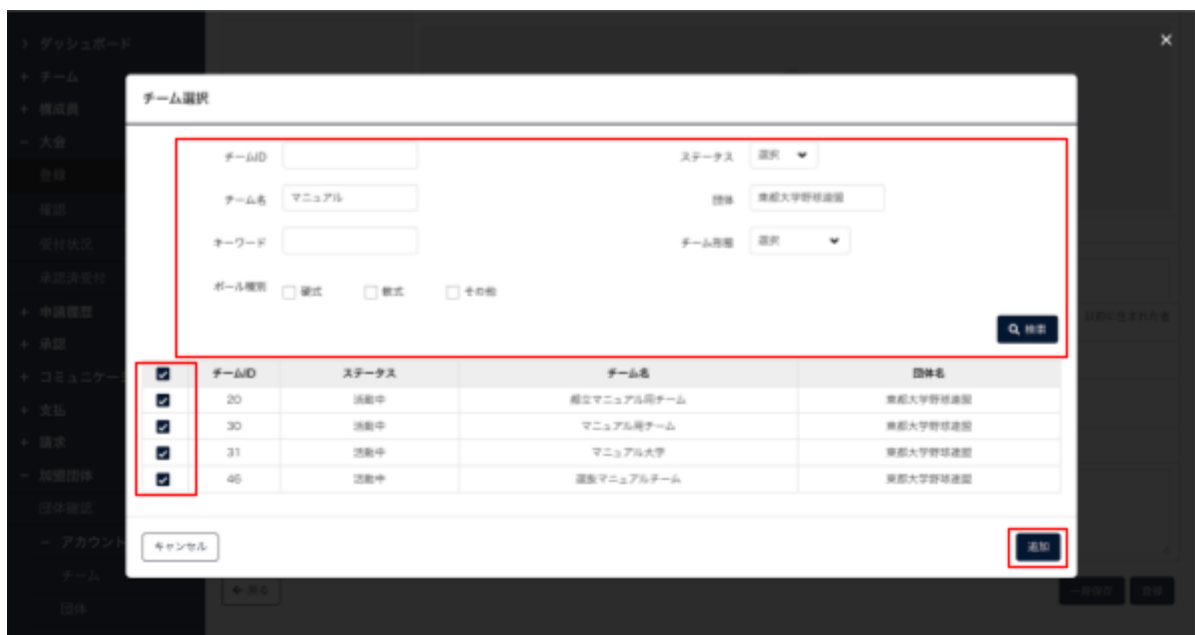 ダッシュボード
チーム
構成員
大会
登録
確認
受付状況
承認済受付
申請履歴
承認
コミュニケー
支払
請求
加盟団体
団体確認
アカウント
チーム
団体
×
チーム選択
チームID
ステータス 選択
チーム名 マニュアル
団体 東都大学野球連盟
キーワード
チーム形態 選択
ボール種別 硬式 軟式 その他
検索
チームID ステータス チーム名 団体名
20 活動中 都立マニュアル用チーム 東都大学野球連盟
30 活動中 マニュアル用チーム 東都大学野球連盟
31 活動中 マニュアル大学 東都大学野球連盟
46 活動中 選抜マニュアルチーム 東都大学野球連盟
キャンセル
追加
以前に生まれた者
戻る
一時保存 登録